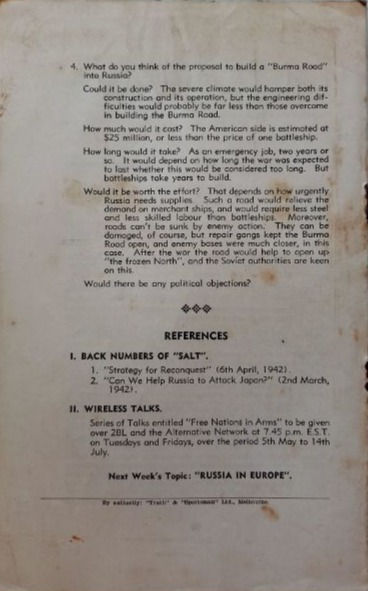 4. What do you think of the proposal to build a "Burma Road"
into Russia?
Could it be done? The severe climate would hamper both its
construction and its operation, but the engineering dif-
ficulties would probably be far less than those overcome
in building the Burma Road.
How much would it cost? The American side is estimated at
$25 million, or less than the price of one battleship.
How long would it take? As an emergency job, two years or
so. It would depend on how long the war was expected
to last whether this would be considered too long. But
battleships take years to build.
Would it be worth the effort? That depends on how urgently
Russia needs supplies. Such a road would relieve the
demand on merchant ships, and would require less steel
and less skilled labour than battleships. Moreover,
roads can't be sunk by enemy action. They can be
damaged, of course, but repair gangs kept the Burma
Road open, and enemy bases were much closer, in this
case. After the war the road would help to open up
"the frozen North", and the Soviet authorities are keen
on this.
Would there be any political objections?
REFERENCES
I. BACK NUMBERS OF "SALT".
1. "Strategy for Reconquest" (6th April, 1942).
2. "Can We Help Russia to Attack Japan?" (2nd March,
1942).
II. WIRELESS TALKS.
Series of Talks entitled "Free Nations in Arms" to be given
over 2BL and the Alternative Network at 7.45 p.m. E.S.T.
on Tuesdays and Fridays, over the period 5th May to 14th
July.
Next Week's Topic: "RUSSIA IN EUROPE".
By authority: "Truth" & "Sportsman" Ltd., Melbourne.